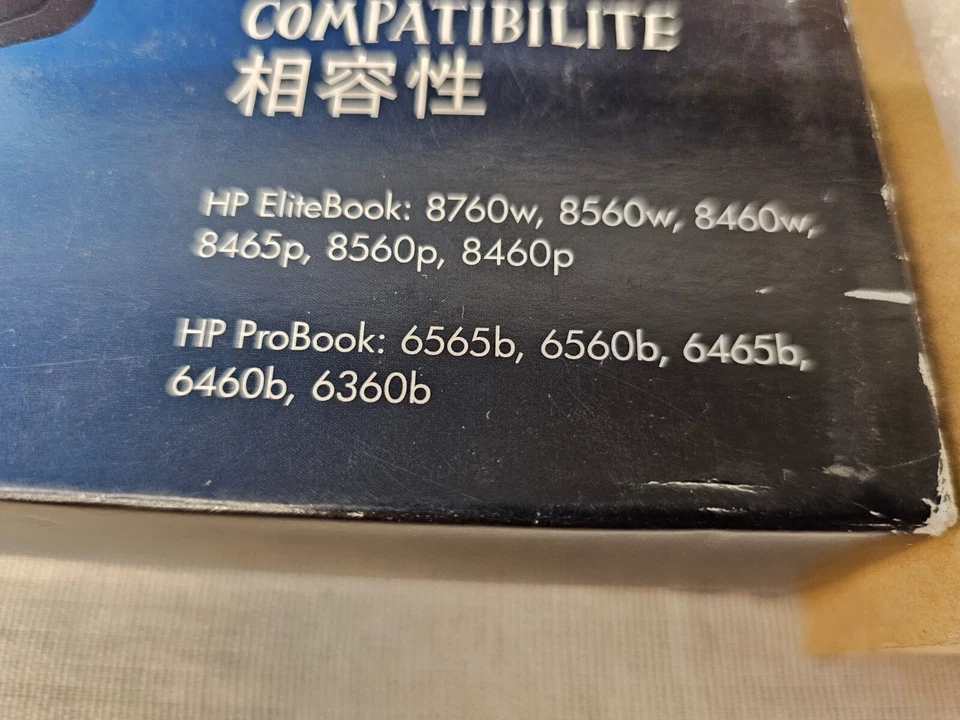 COMPATIBILITE
相容性
HP EliteBook: 8760w, 8560w, 8460w,
8465p, 8560p, 8460p
HP ProBook: 6565b, 6560b, 6465b,
6460b, 6360b